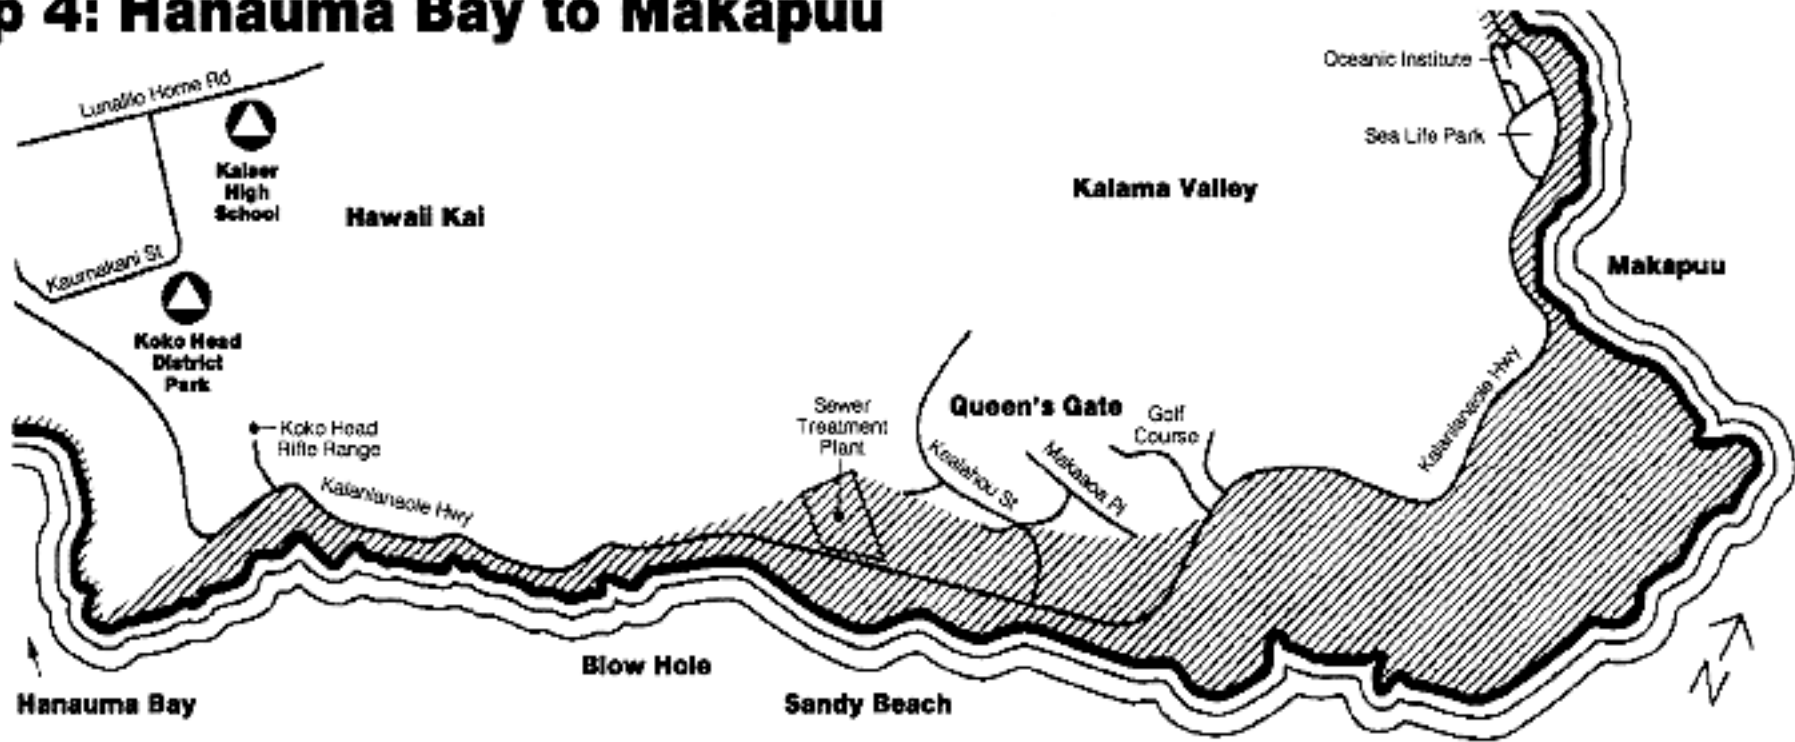 p 4: Hanauma Bay to Makapuu
Oceanic Institute
Lunalilo Home Rd
Sea Life Park
Kaiser
High
School
Kalama Valley
Hawaii Kai
Kaumakani St
Makapuu
Koko Head
District
Park
Koko Head
Rifle Range
Sewer
Treatment
Plant
Queen's Gate
Golf
Course
Kalanianaole Hwy
Kealahou St
Makaaoa Pl
Kalanianaole Hwy
Blow Hole
Hanauma Bay
Sandy Beach
N